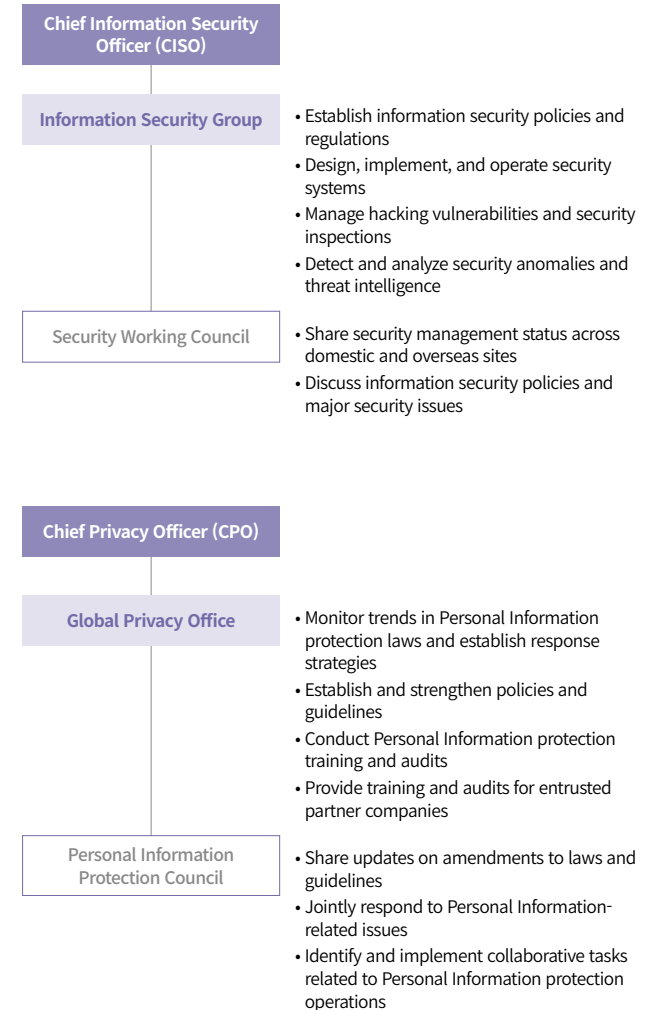 Chief Information Security
Officer (CISO)
Information Security Group
• Establish information security policies and
regulations
• Design, implement, and operate security
systems
• Manage hacking vulnerabilities and security
inspections
• Detect and analyze security anomalies and
threat intelligence
Security Working Council
• Share security management status across
domestic and overseas sites
• Discuss information security policies and
major security issues
Chief Privacy Officer (CPO)
Global Privacy Office
• Monitor trends in Personal Information
protection laws and establish response
strategies
• Establish and strengthen policies and
guidelines
• Conduct Personal Information protection
training and audits
• Provide training and audits for entrusted
partner companies
Personal Information
Protection Council
• Share updates on amendments to laws and
guidelines
• Jointly respond to Personal Information-
related issues
• Identify and implement collaborative tasks
related to Personal Information protection
operations